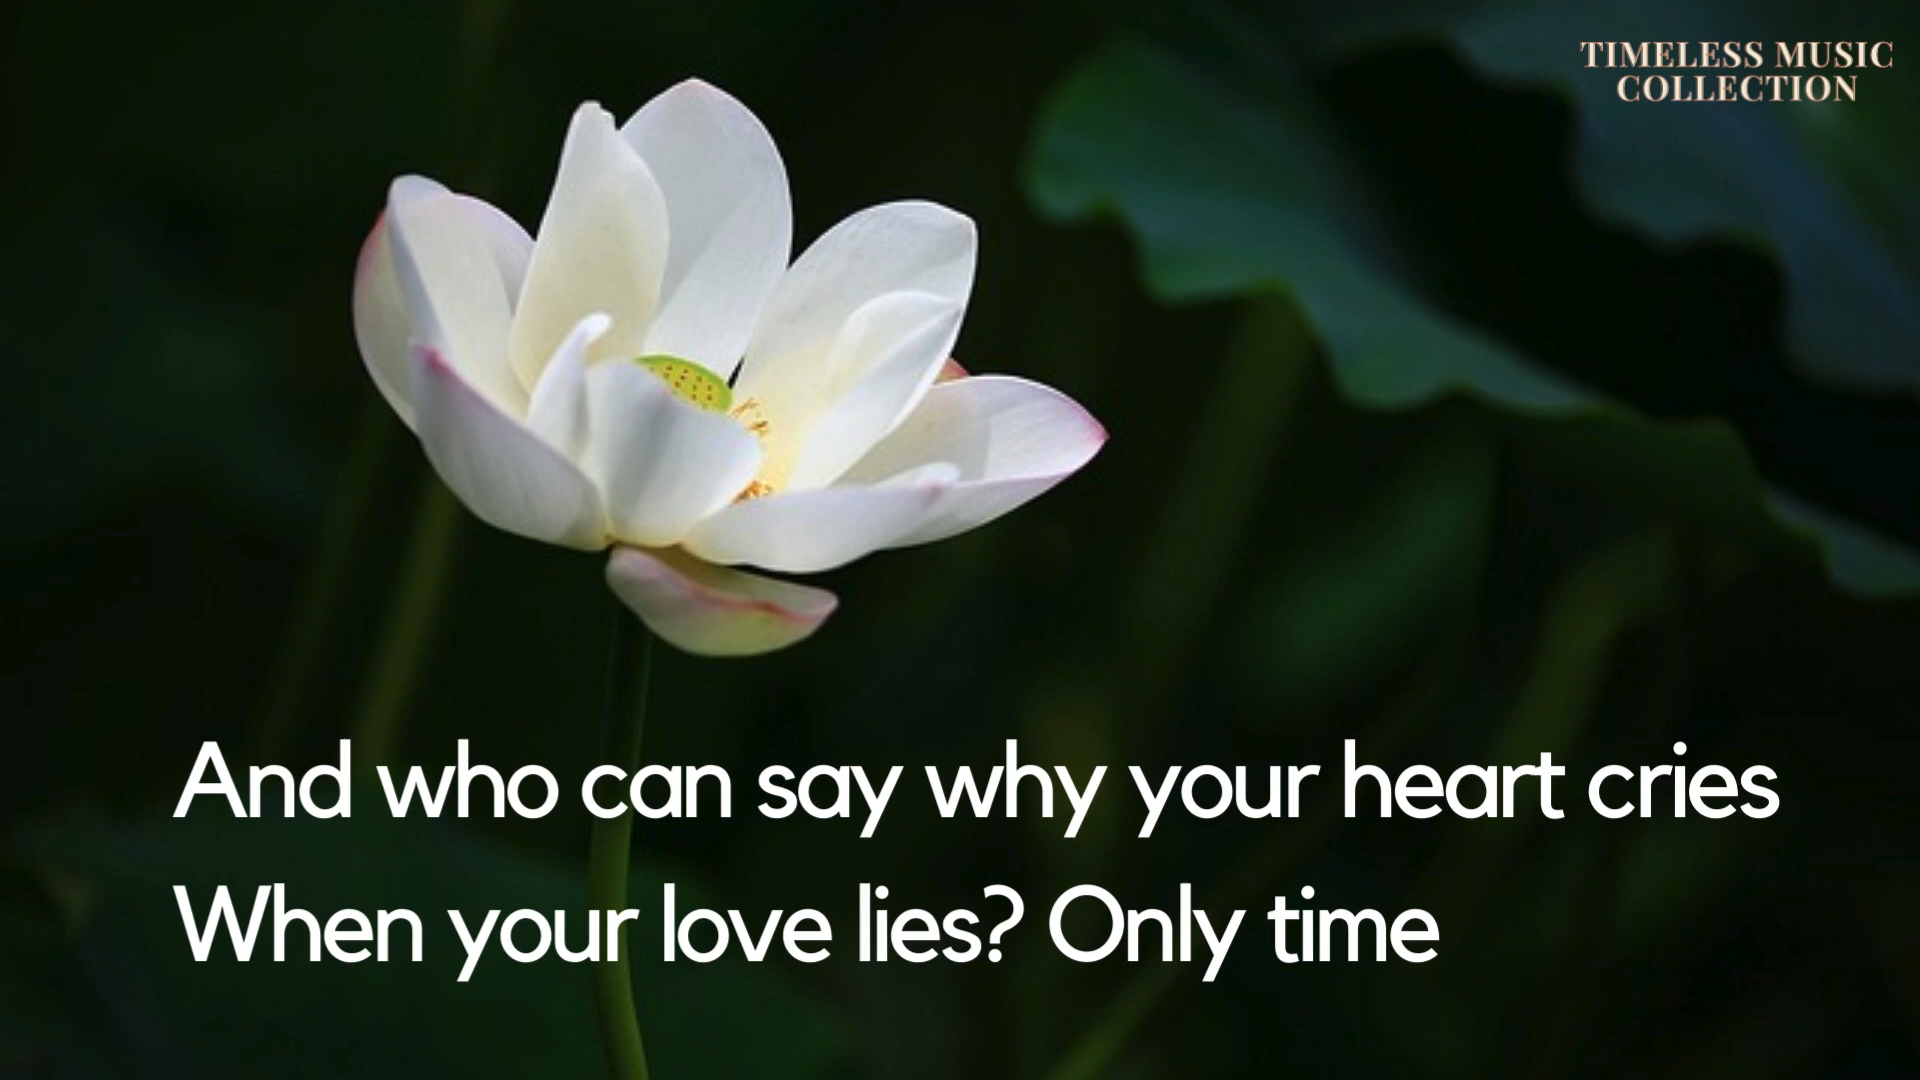 TIMELESS MUSIC
COLLECTION
And who can say why your heart cries
When your love lies? Only time